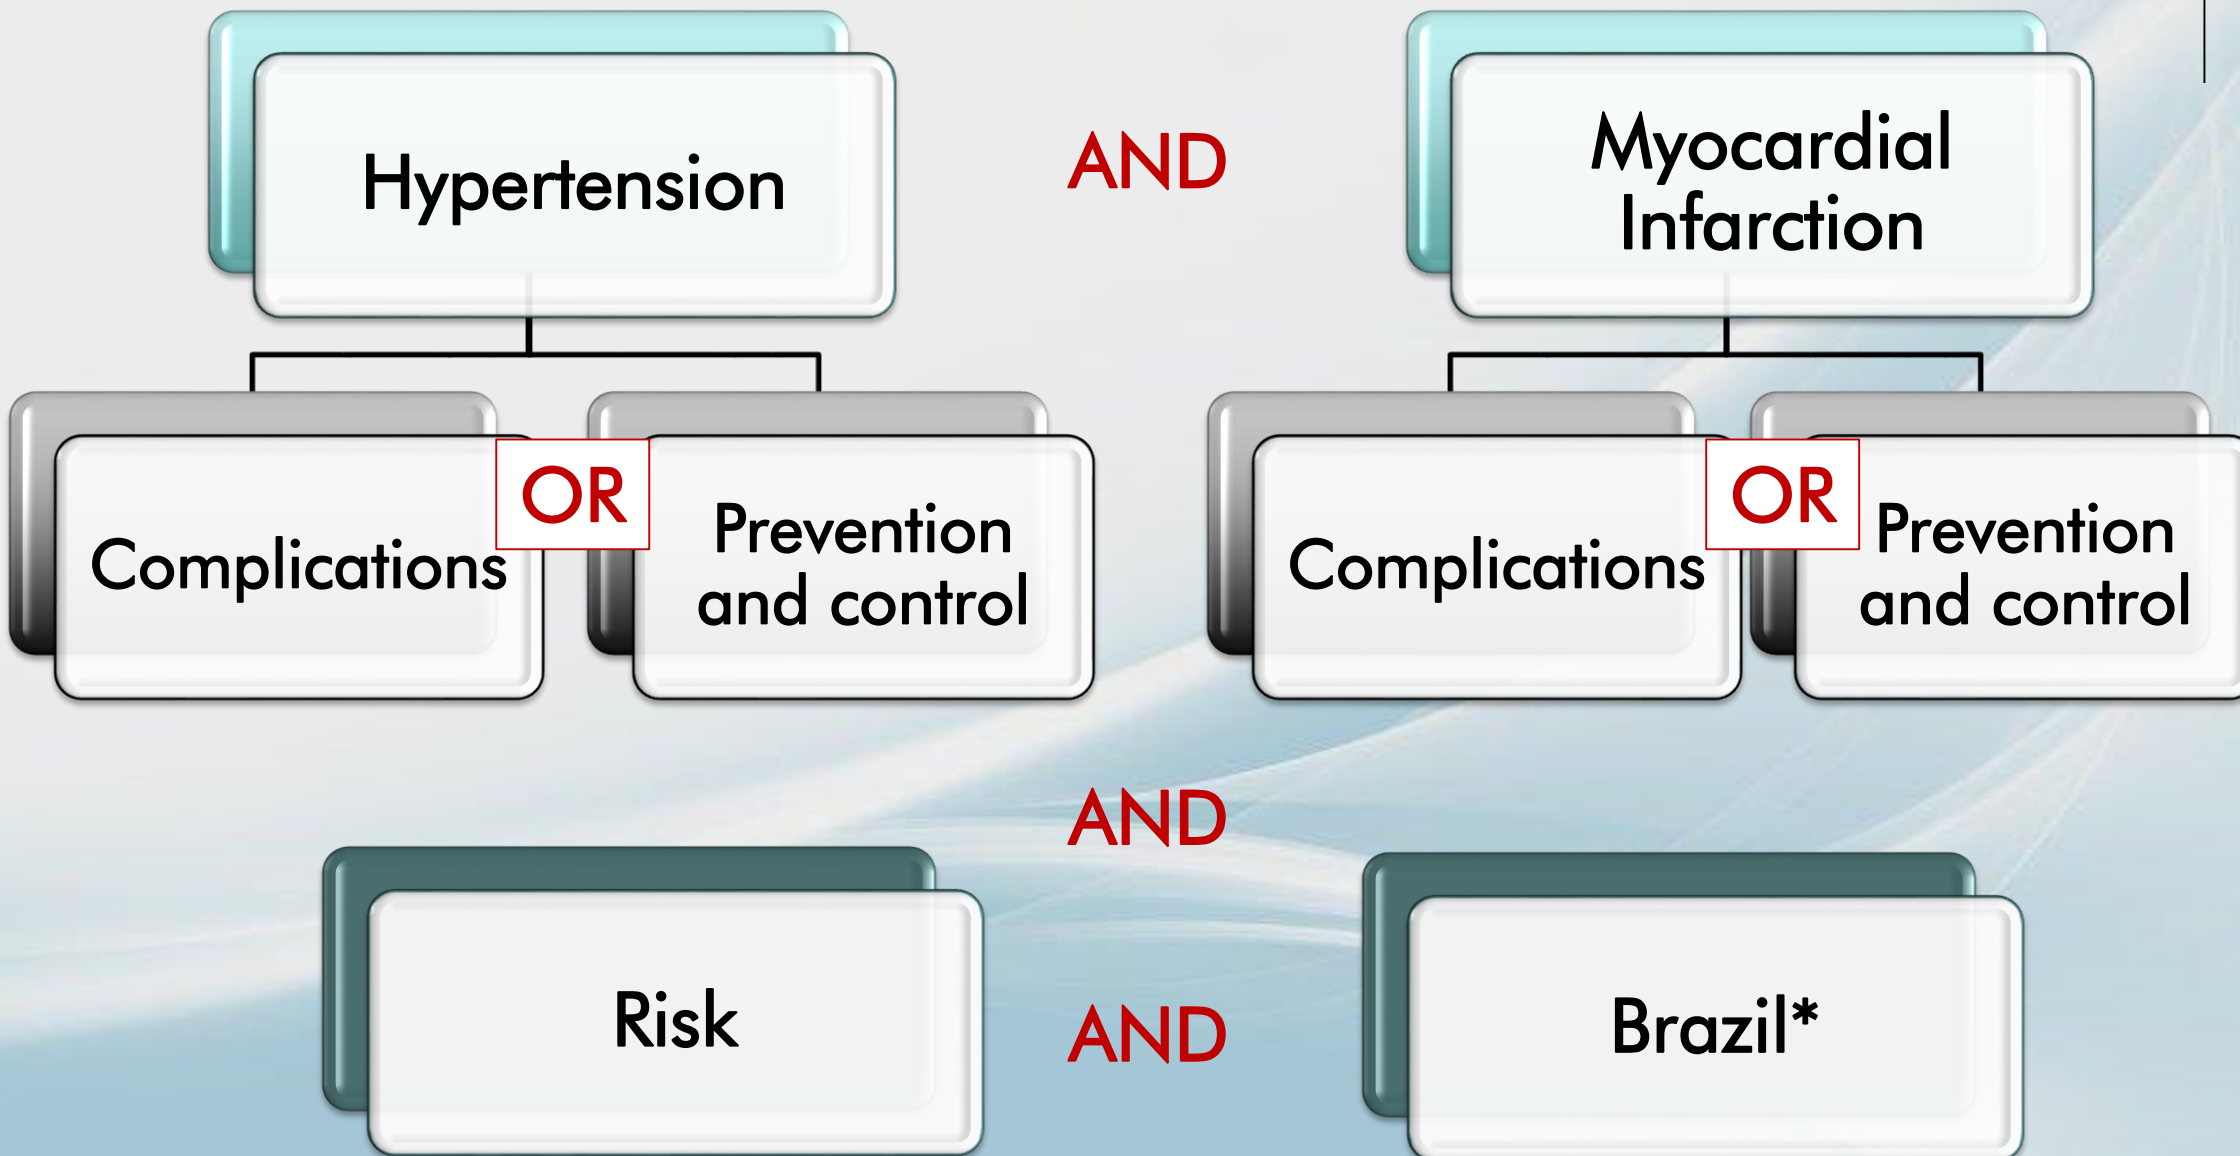 Hypertension
AND
Myocardial
Infarction
Complications
OR
Prevention
and control
Complications
OR
Prevention
and control
AND
Risk
AND
Brazil*